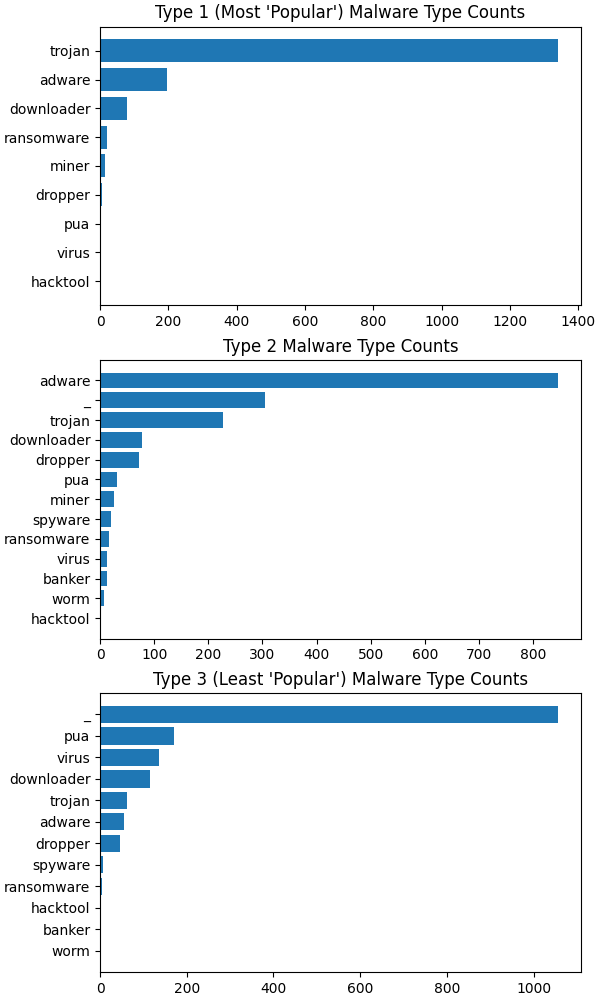 Type 1 (Most 'Popular') Malware Type Counts
trojan
adware
downloader
ransomware
miner
dropper
pua
virus
hacktool
0 200 400 600 800 1000 1200 1400
Type 2 Malware Type Counts
adware
_
trojan
downloader
dropper
pua
miner
spyware
ransomware
virus
banker
worm
hacktool
0 100 200 300 400 500 600 700 800
Type 3 (Least 'Popular') Malware Type Counts
_
pua
virus
downloader
trojan
adware
dropper
spyware
ransomware
hacktool
banker
worm
0 200 400 600 800 1000